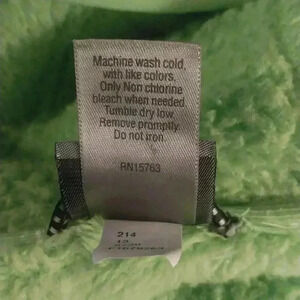 Machine wash cold,
with like colors.
Only Non chlorine
bleach when needed.
Tumble dry low.
Remove promptly.
Do not iron.
RN15763
214